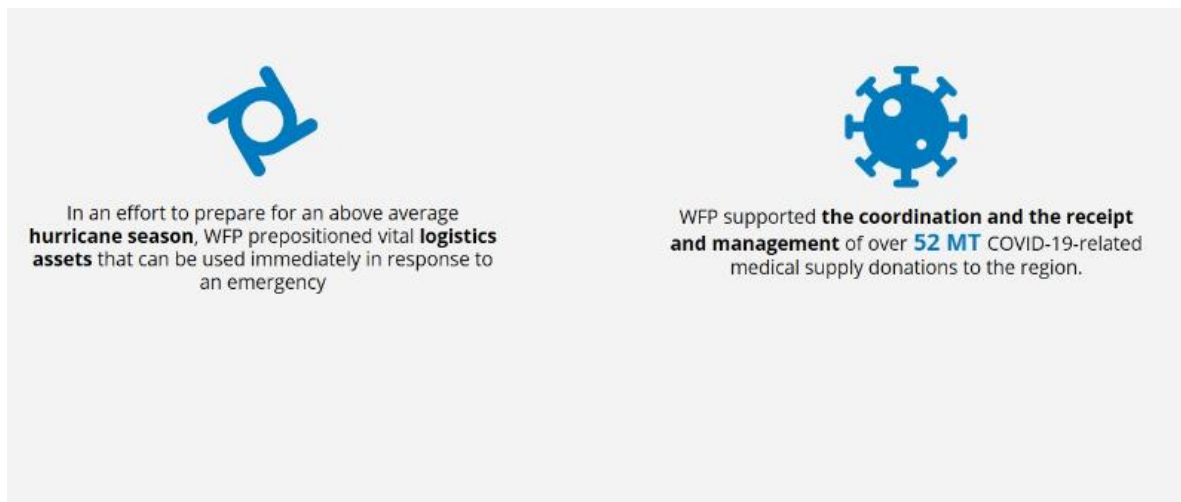 In an effort to prepare for an above average
hurricane season, WFP prepositioned vital logistics
assets that can be used immediately in response to
an emergency
WFP supported the coordination and the receipt
and management of over 52 MT COVID-19-related
medical supply donations to the region.